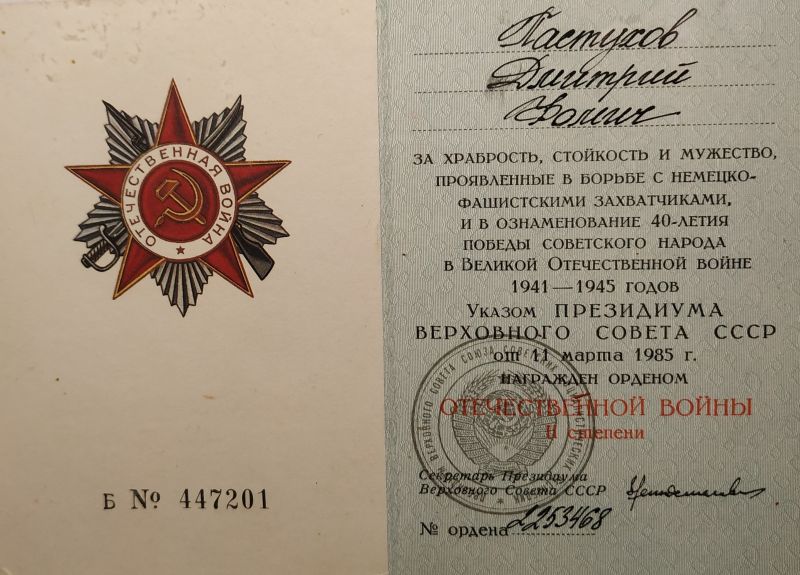 ОТЕЧЕСТВЕННАЯ ВОЙНА
Б № 447201
Пастухов
Дмитрий
ЗА ХРАБРОСТЬ, СТОЙКОСТЬ И МУЖЕСТВО,
ПРОЯВЛЕННЫЕ В БОРЬБЕ С НЕМЕЦКО-
ФАШИСТСКИМИ ЗАХВАТЧИКАМИ,
И В ОЗНАМЕНОВАНИЕ 40-ЛЕТИЯ
ПОБЕДЫ СОВЕТСКОГО НАРОДА
В ВЕЛИКОЙ ОТЕЧЕСТВЕННОЙ ВОЙНЕ
1941—1945 ГОДОВ
УКАЗОМ ПРЕЗИДИУМА
ВЕРХОВНОГО СОВЕТА СССР
от 11 марта 1985 г.
НАГРАЖДЕН ОРДЕНОМ
ОТЕЧЕСТВЕННОЙ ВОЙНЫ
II степени
Секретарь Президиума
Верховного Совета СССР
№ ордена 2253468